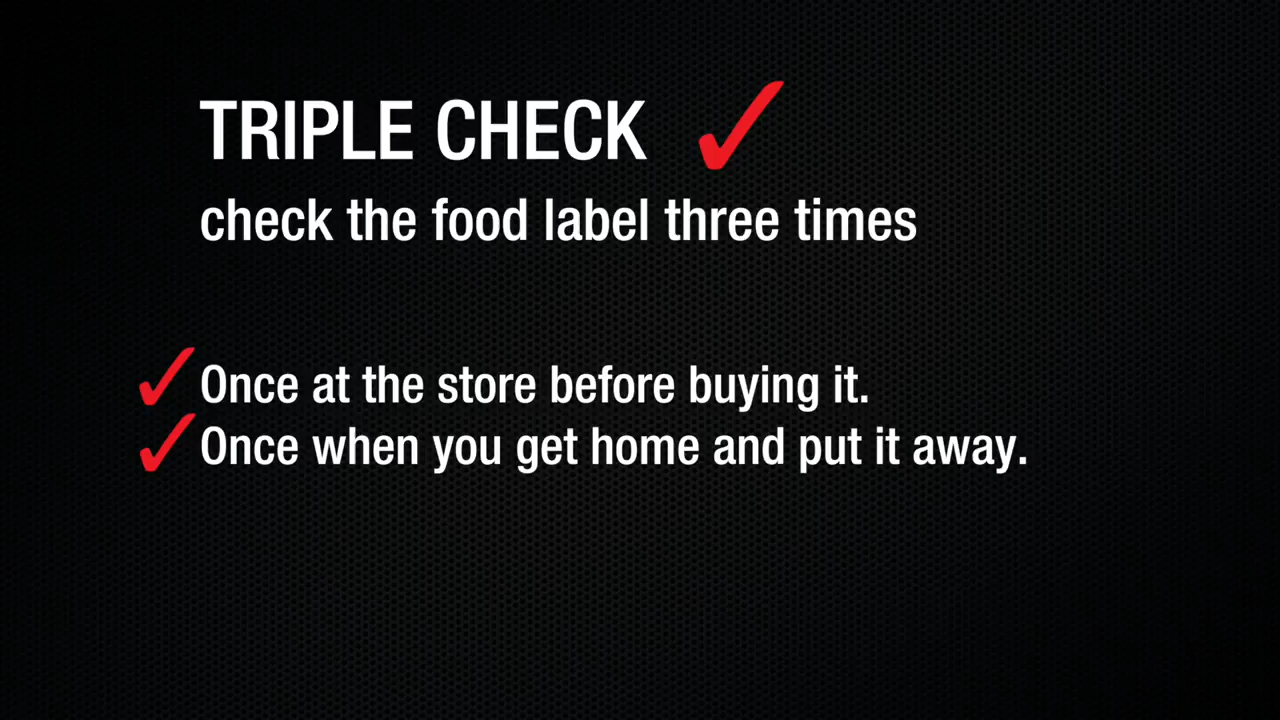 TRIPLE CHECK
check the food label three times
Once at the store before buying it.
Once when you get home and put it away.